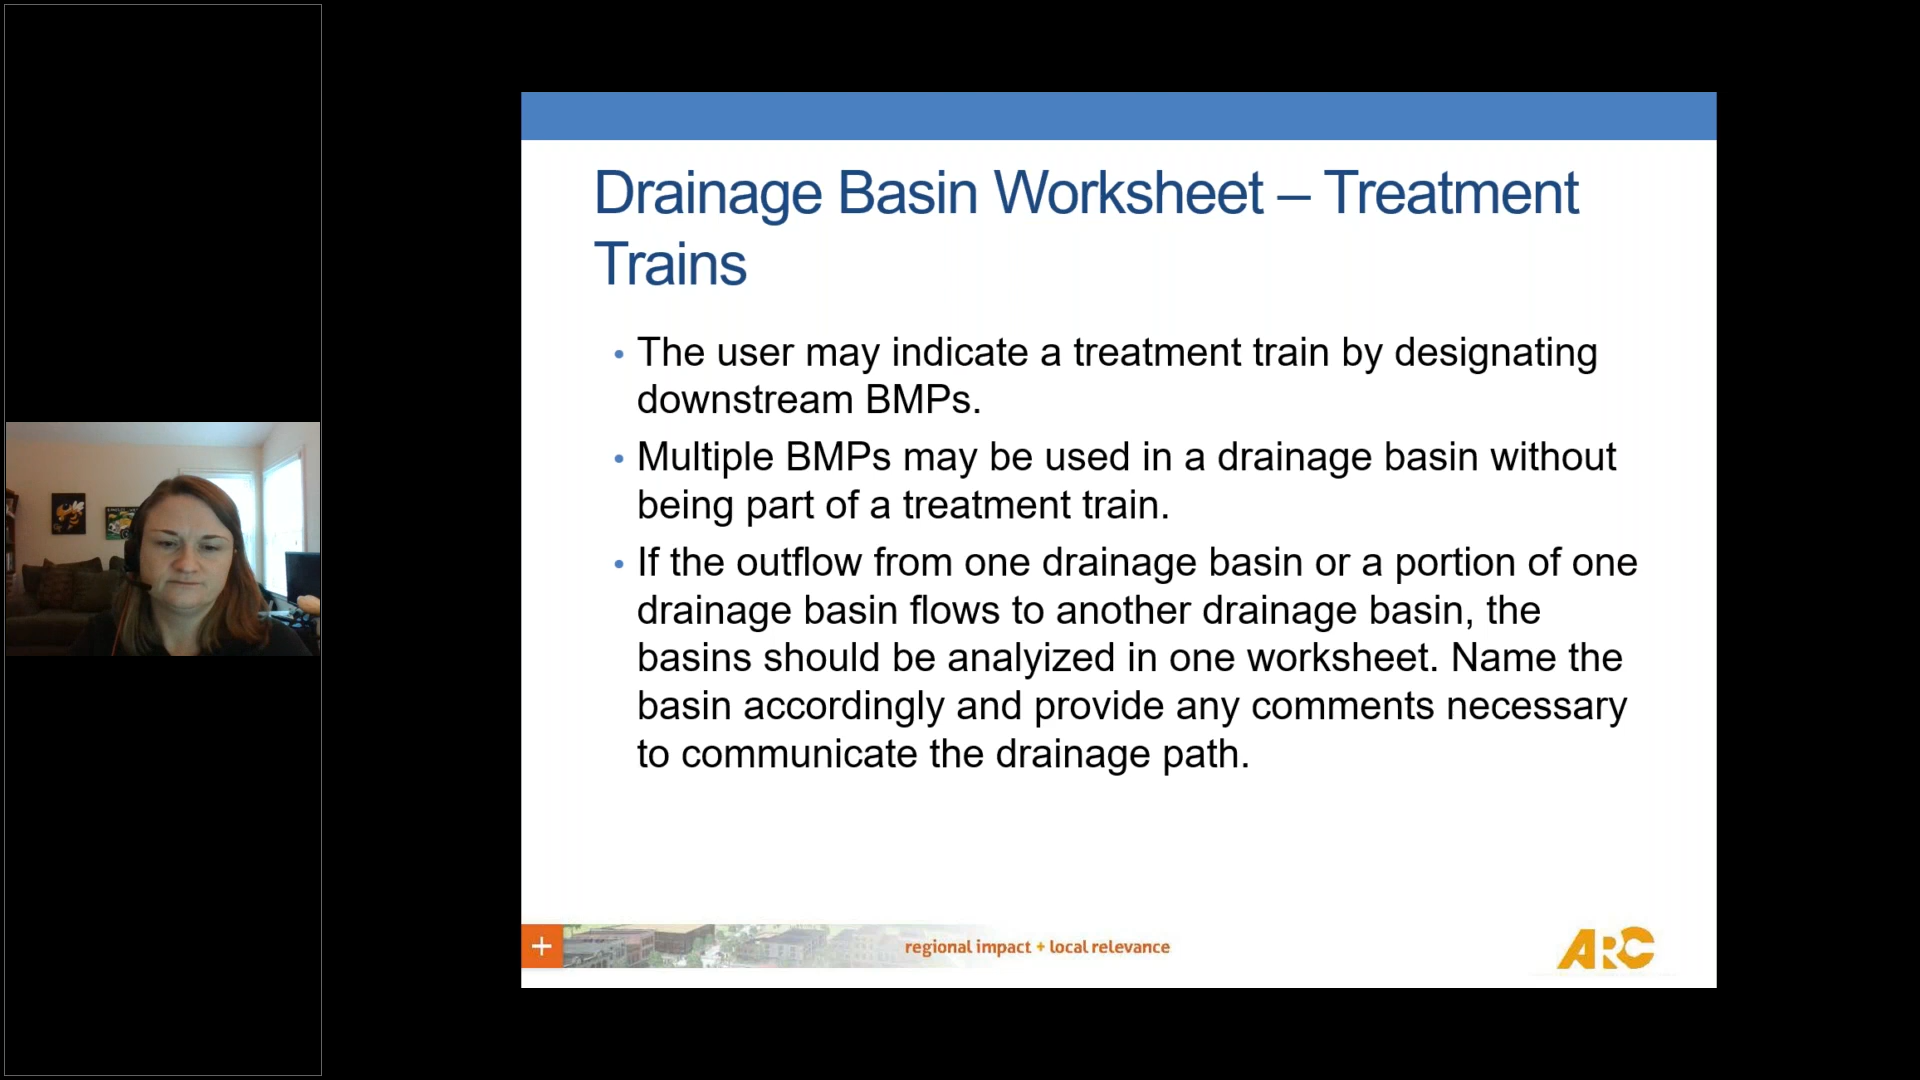 Drainage Basin Worksheet – Treatment
Trains
• The user may indicate a treatment train by designating
downstream BMPs.
• Multiple BMPs may be used in a drainage basin without
being part of a treatment train.
• If the outflow from one drainage basin or a portion of one
drainage basin flows to another drainage basin, the
basins should be analyized in one worksheet. Name the
basin accordingly and provide any comments necessary
to communicate the drainage path.
+
regional impact + local relevance
ARC